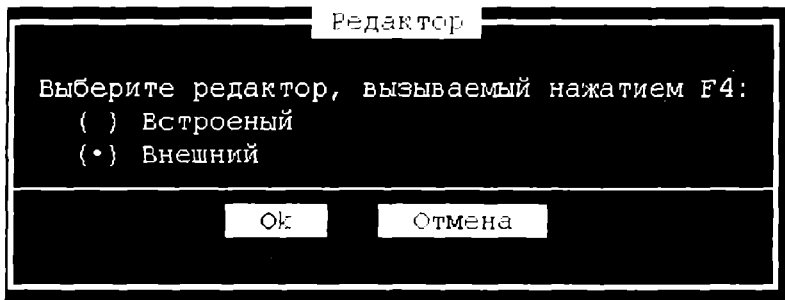 Редактор
Выберите редактор, вызываемый нажатием F4:
( ) Встроеный
(•) Внешний
Ok Отмена